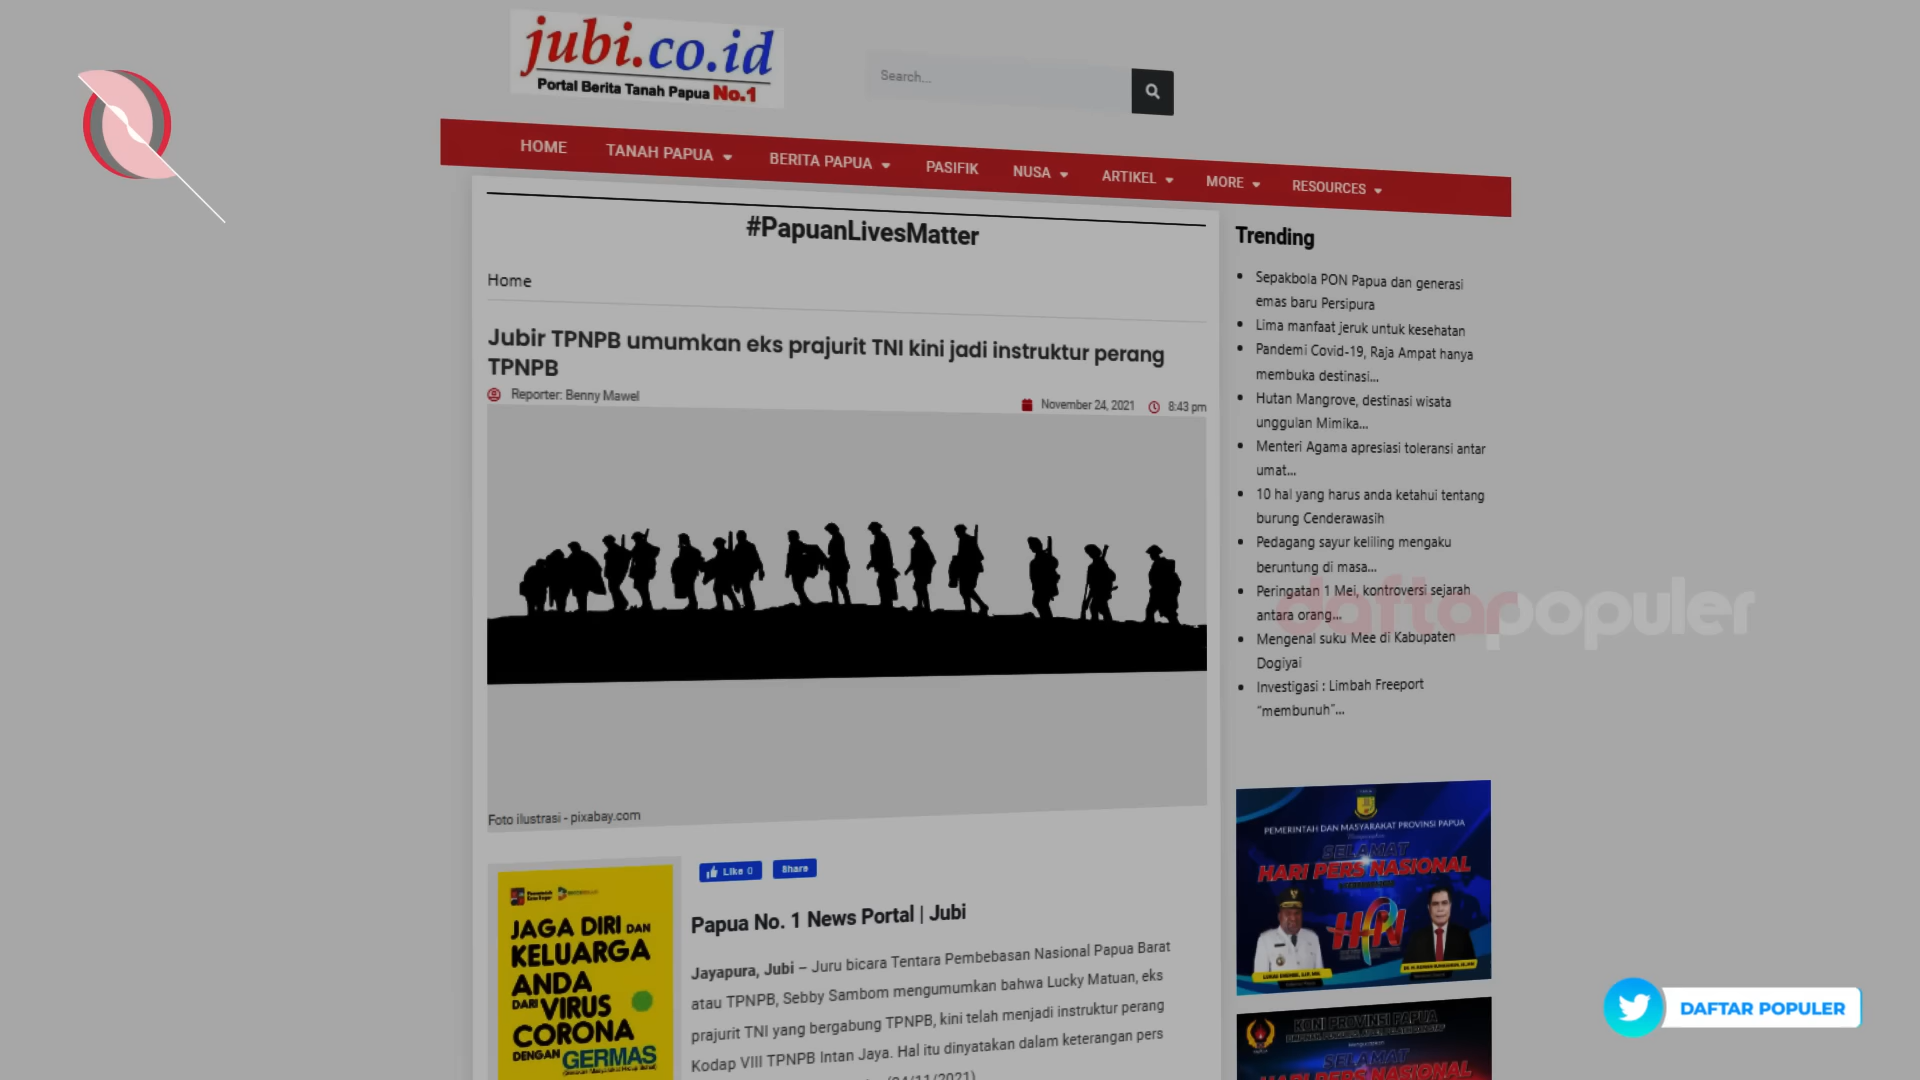 jubi.co.id
Portal Berita Tanah Papua No.1
Search...
HOME
TANAH PAPUA
BERITA PAPUA
PASIFIK
NUSA
ARTIKEL
MORE
RESOURCES
#PapuanLivesMatter
Home
Jubir TPNPB umumkan eks prajurit TNI kini jadi instruktur perang
TPNPB
Reporter: Benny Mawel
November 24, 2021
8:43 pm
Foto ilustrasi - pixabay.com
Like 0
Share
JAGA DIRI DAN
KELUARGA
ANDA
DARI VIRUS
CORONA
DENGAN GERMAS
Papua No. 1 News Portal | Jubi
Jayapura, Jubi – Juru bicara Tentara Pembebasan Nasional Papua Barat
atau TPNPB, Sebby Sambom mengumumkan bahwa Lucky Matuan, eks
prajurit TNI yang bergabung TPNPB, kini telah menjadi instruktur perang
Kodap VIII TPNPB Intan Jaya. Hal itu dinyatakan dalam keterangan pers
Trending
Sepakbola PON Papua dan generasi
emas baru Persipura
Lima manfaat jeruk untuk kesehatan
Pandemi Covid-19, Raja Ampat hanya
membuka destinasi...
Hutan Mangrove, destinasi wisata
unggulan Mimika...
Menteri Agama apresiasi toleransi antar
umat...
10 hal yang harus anda ketahui tentang
burung Cenderawasih
Pedagang sayur keliling mengaku
beruntung di masa...
Peringatan 1 Mei, kontroversi sejarah
antara orang...
Mengenal suku Mee di Kabupaten
Dogiyai
Investigasi : Limbah Freeport
"membunuh"...
daftarpopuler
PEMERINTAH DAN MASYARAKAT PROVINSI PAPUA
SELAMAT
HARI PERS NASIONAL
HPN
KONI PROVINSI PAPUA
SELAMAT
HARI PERS NASIONAL
DAFTAR POPULER